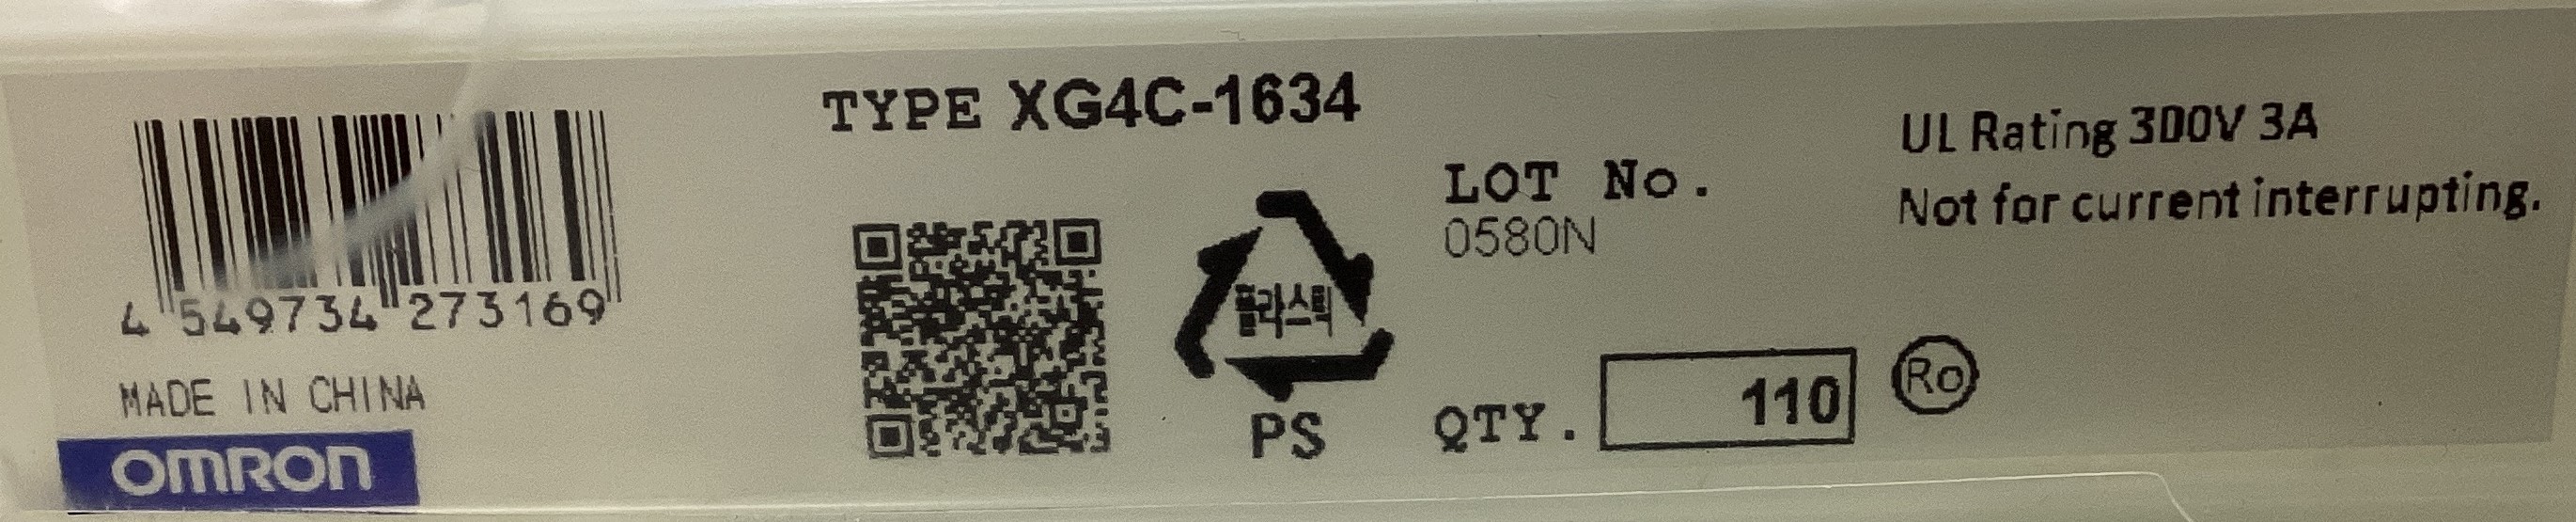 TYPE XG4C-1634
4 549734 273169
MADE IN CHINA
OMRON
플라스틱
PS
LOT No.
0580N
QTY. 110
UL Rating 300V 3A
Not for current interrupting.
Ro